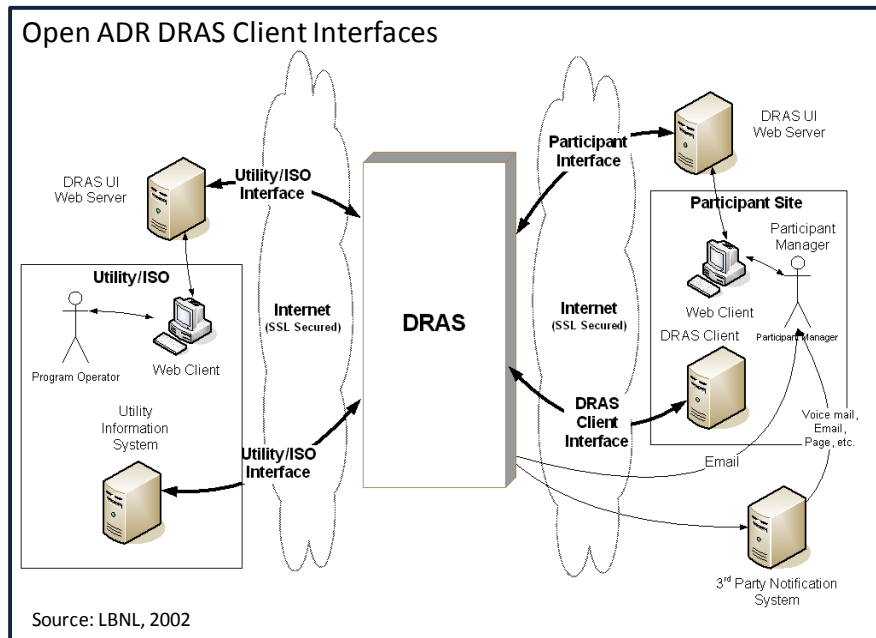 Open ADR DRAS Client Interfaces
DRAS UI
Web Server
Utility/ISO
Interface
Participant
Interface
DRAS UI
Web Server
Utility/ISO
Program Operator
Web Client
Utility
Information
System
Utility/ISO
Interface
Internet
(SSL Secured)
DRAS
Internet
(SSL Secured)
DRAS
Client
Interface
Participant Site
Participant
Manager
Web Client
Participant Manager
DRAS Client
Voice mail,
Email,
Page, etc.
Email
3rd Party Notification
System
Source: LBNL, 2002